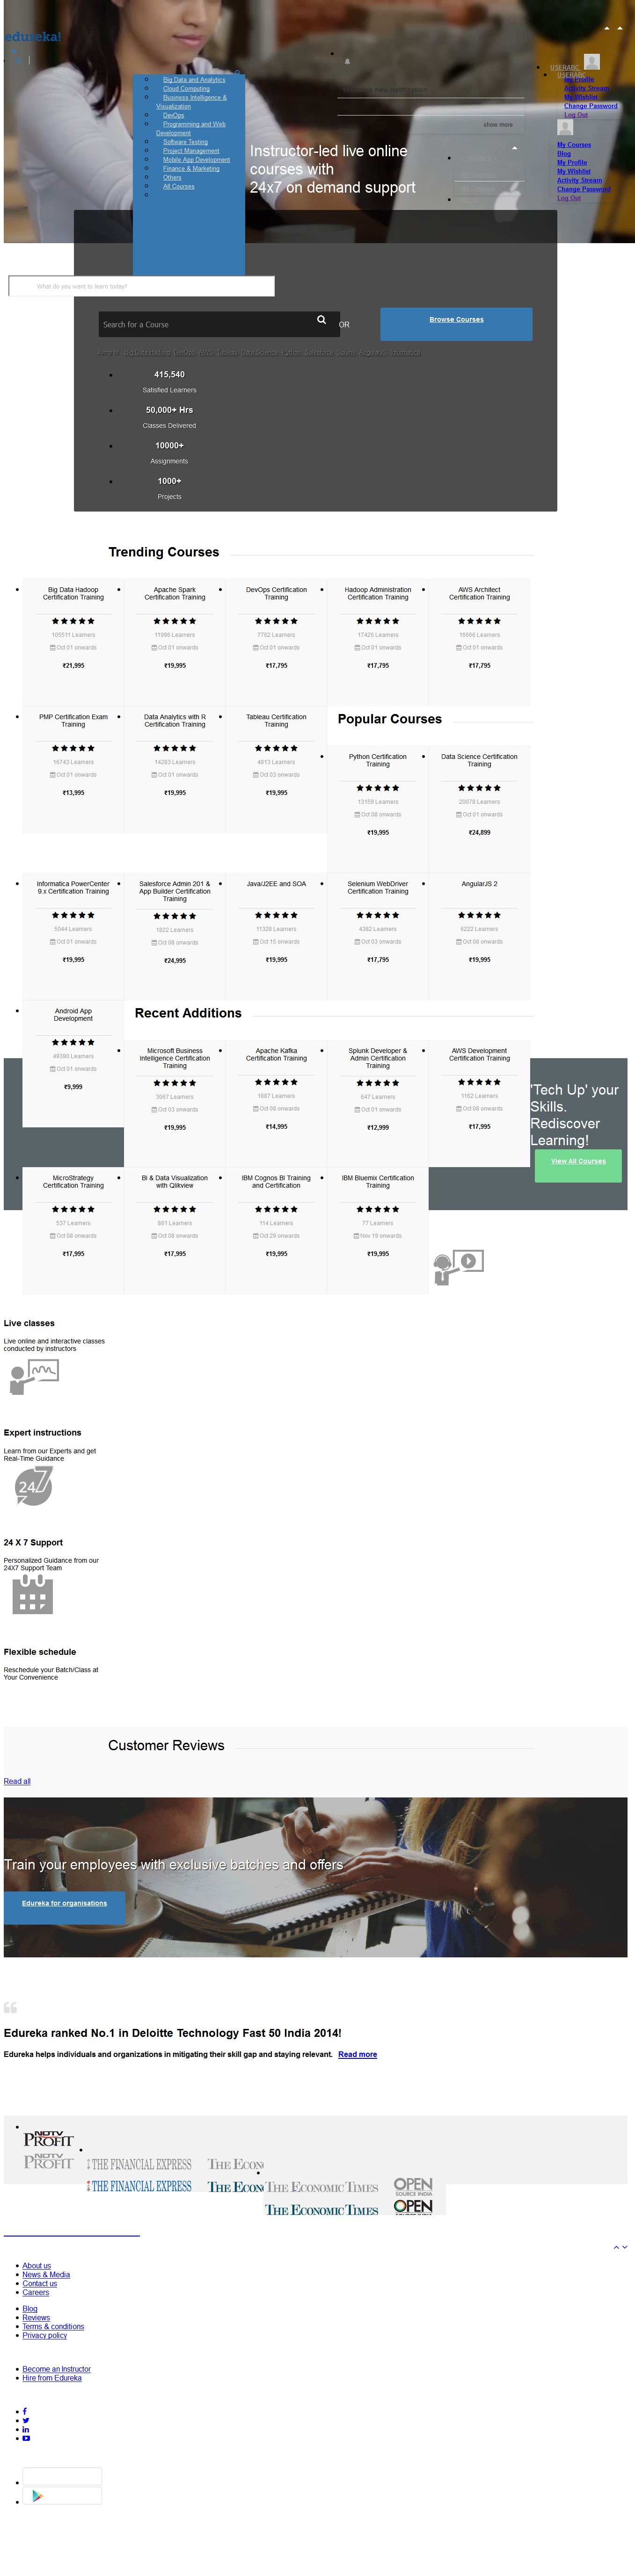 edureka!
USERABC
USERABC
My Profile
Activity Stream
My Wishlist
Change Password
Log Out
show more
My Courses
Blog
My Profile
My Wishlist
Activity Stream
Change Password
Log Out
Big Data and Analytics
Cloud Computing
Business Intelligence &
Visualization
DevOps
Programming and Web
Development
Software Testing
Project Management
Mobile App Development
Finance & Marketing
Others
All Courses
Instructor-led live online
courses with
24x7 on demand support
What do you want to learn today?
Search for a Course
OR
Browse Courses
415,540
Satisfied Learners
50,000+ Hrs
Classes Delivered
10000+
Assignments
1000+
Projects
Trending Courses
Big Data Hadoop
Certification Training
105511 Learners
Oct 01 onwards
₹21,995
Apache Spark
Certification Training
11996 Learners
Oct 01 onwards
₹19,995
DevOps Certification
Training
7762 Learners
Oct 01 onwards
₹17,795
Hadoop Administration
Certification Training
17426 Learners
Oct 01 onwards
₹17,795
AWS Architect
Certification Training
16666 Learners
Oct 01 onwards
₹17,795
PMP Certification Exam
Training
16743 Learners
Oct 01 onwards
₹13,995
Data Analytics with R
Certification Training
14283 Learners
Oct 01 onwards
₹19,995
Tableau Certification
Training
4613 Learners
Oct 03 onwards
₹19,995
Popular Courses
Python Certification
Training
13159 Learners
Oct 08 onwards
₹19,995
Data Science Certification
Training
20078 Learners
Oct 01 onwards
₹24,899
Informatica PowerCenter
9.x Certification Training
5044 Learners
Oct 01 onwards
₹19,995
Salesforce Admin 201 &
App Builder Certification
Training
1822 Learners
Oct 08 onwards
₹24,995
Java/J2EE and SOA
11328 Learners
Oct 15 onwards
₹19,995
Selenium WebDriver
Certification Training
4382 Learners
Oct 03 onwards
₹17,795
AngularJS 2
6222 Learners
Oct 08 onwards
₹19,995
Android App
Development
49390 Learners
Oct 01 onwards
₹9,999
Recent Additions
Microsoft Business
Intelligence Certification
Training
3067 Learners
Oct 03 onwards
₹19,995
Apache Kafka
Certification Training
1887 Learners
Oct 08 onwards
₹14,995
Splunk Developer &
Admin Certification
Training
647 Learners
Oct 01 onwards
₹12,999
AWS Development
Certification Training
1162 Learners
Oct 08 onwards
₹17,995
'Tech Up' your
Skills.
Rediscover
Learning!
View All Courses
MicroStrategy
Certification Training
537 Learners
Oct 08 onwards
₹17,995
BI & Data Visualization
with Qlikview
881 Learners
Oct 08 onwards
₹17,995
IBM Cognos BI Training
and Certification
114 Learners
Oct 29 onwards
₹19,995
IBM Bluemix Certification
Training
77 Learners
Nov 19 onwards
₹19,995
Live classes
Live online and interactive classes
conducted by instructors
Expert instructions
Learn from our Experts and get
Real-Time Guidance
24/7
24 X 7 Support
Personalized Guidance from our
24X7 Support Team
Flexible schedule
Reschedule your Batch/Class at
Your Convenience
Customer Reviews
Read all
Train your employees with exclusive batches and offers
Edureka for organisations
Edureka ranked No.1 in Deloitte Technology Fast 50 India 2014!
Edureka helps individuals and organizations in mitigating their skill gap and staying relevant. Read more
NDTV
PROFIT
NDTV
PROFIT
THE FINANCIAL EXPRESS
THE FINANCIAL EXPRESS
THE ECONOMIC TIMES
THE ECONOMIC TIMES
OPEN
SOURCE INDIA
OPEN
About us
News & Media
Contact us
Careers
Blog
Reviews
Terms & conditions
Privacy policy
Become an Instructor
Hire from Edureka